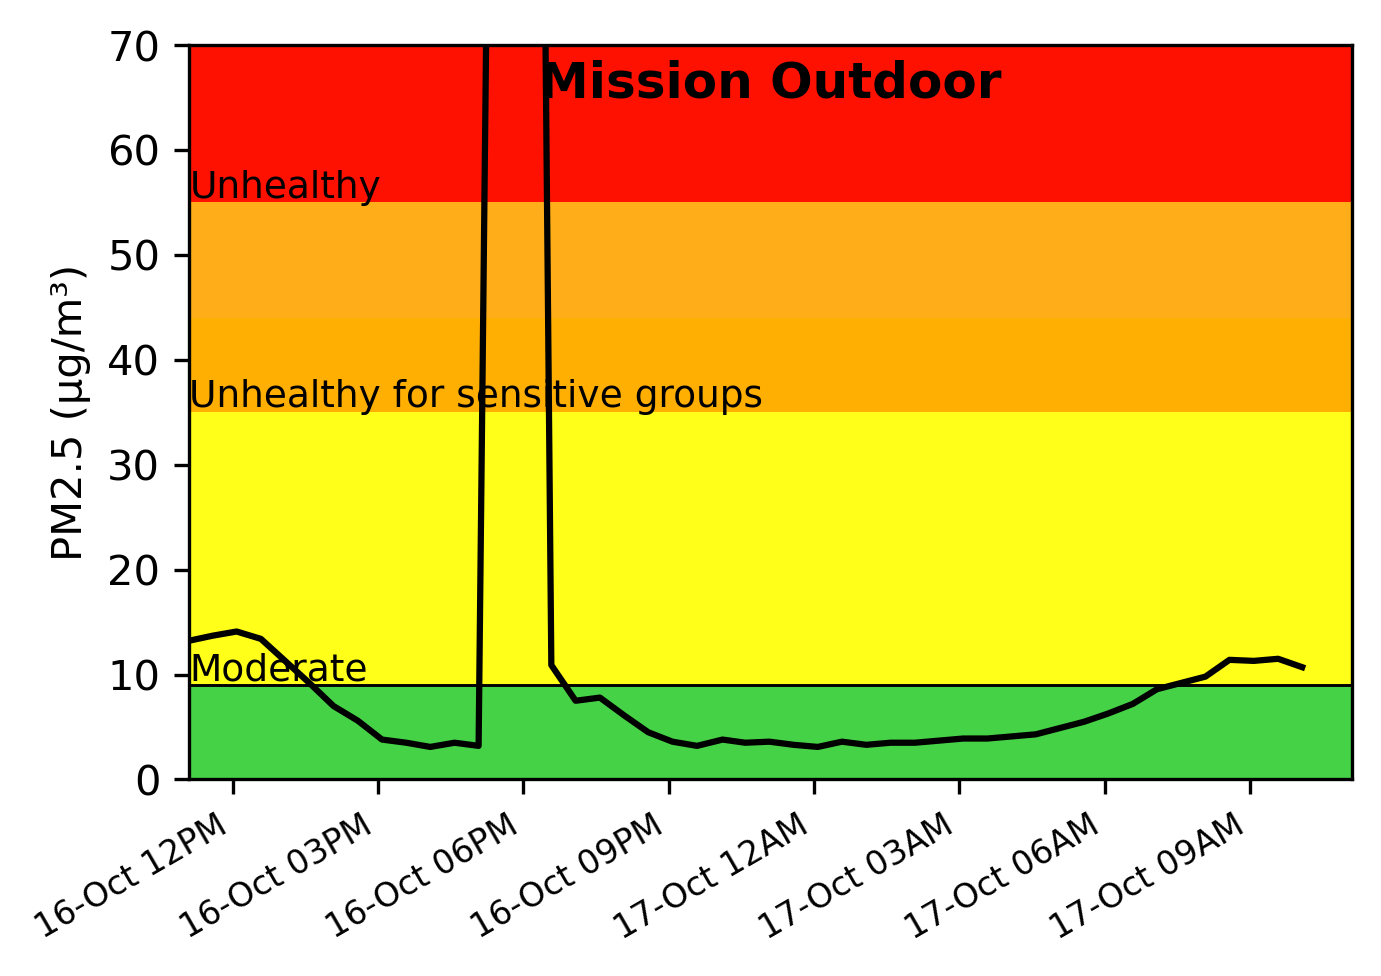 Mission Outdoor
70
60
Unhealthy
50
40
Unhealthy for sensitive groups
30
20
Moderate
10
0
PM2.5 (µg/m³)
16-Oct 12PM
16-Oct 03PM
16-Oct 06PM
16-Oct 09PM
17-Oct 12AM
17-Oct 03AM
17-Oct 06AM
17-Oct 09AM